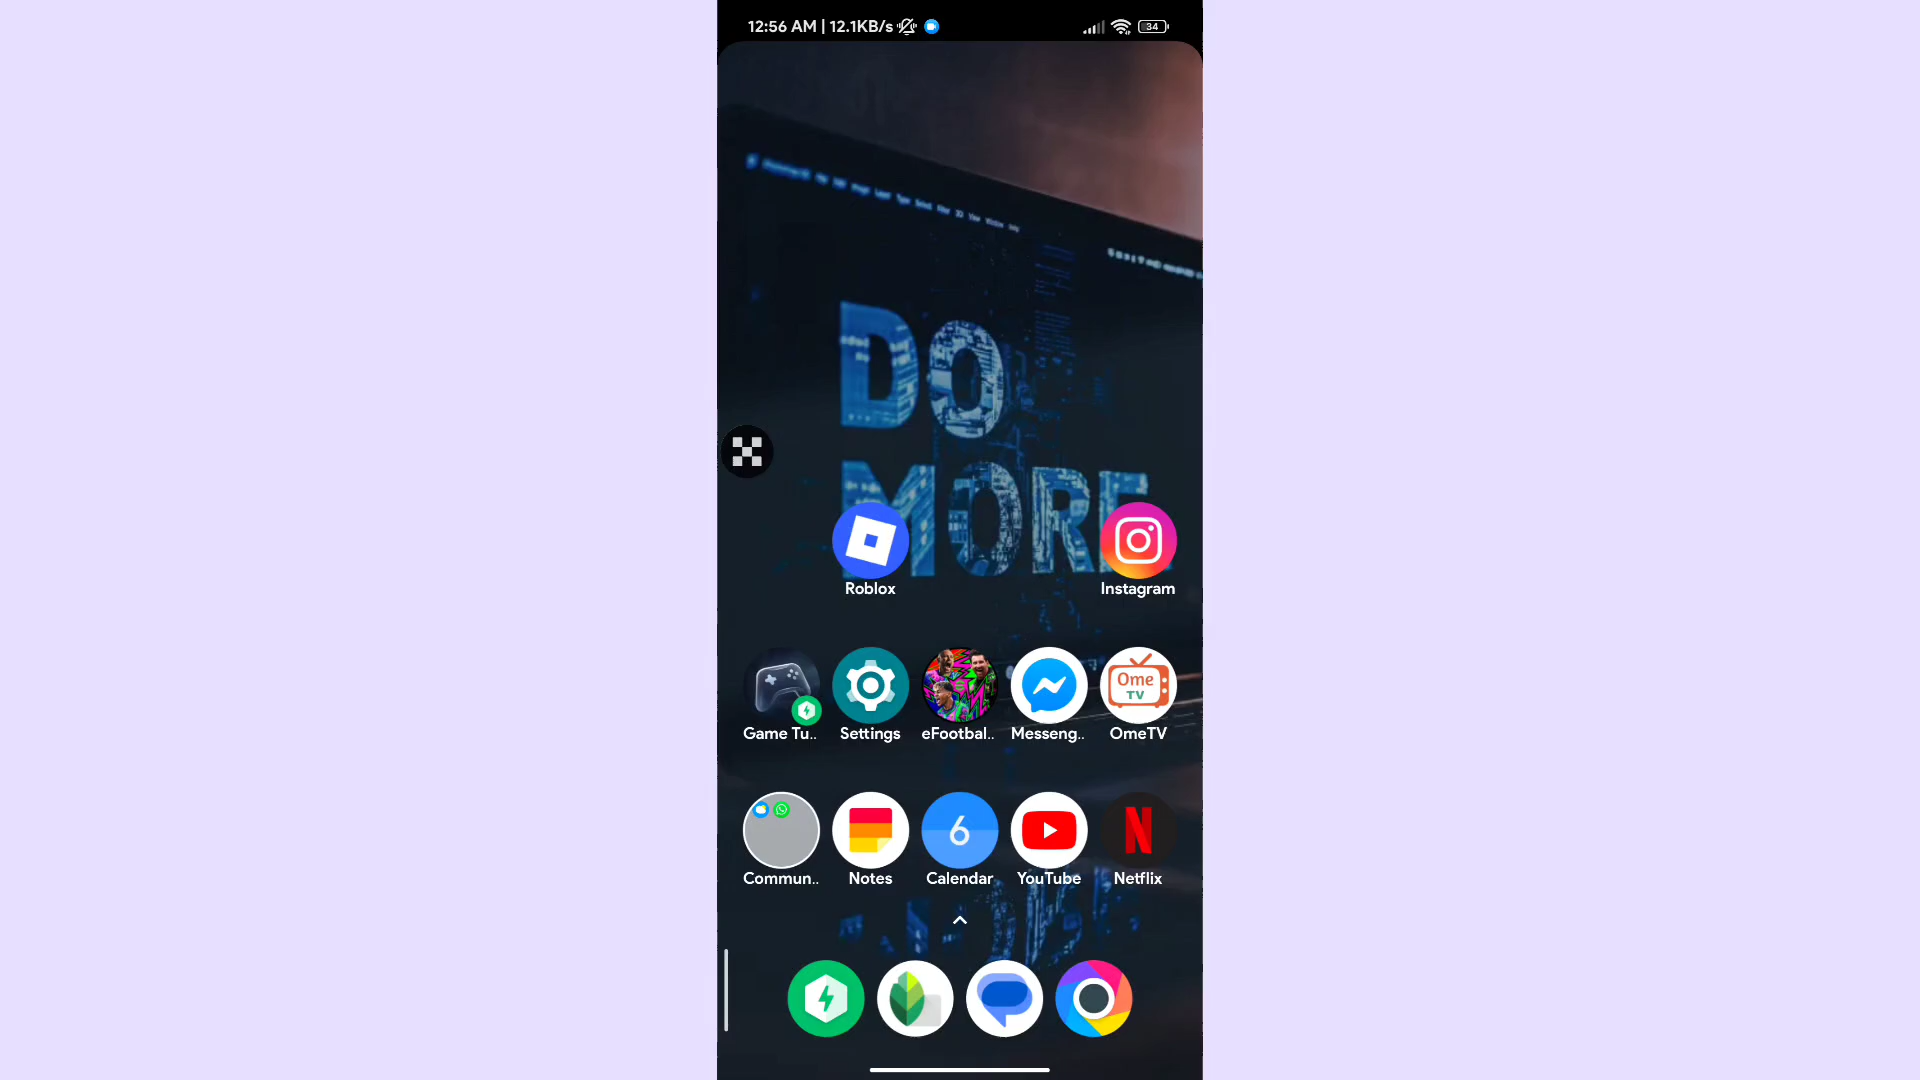 12:56 AM | 12.1KB/s
34
DO
MORE
Roblox
Instagram
Game Tu..
Settings
eFootbal..
Messeng..
Ome
TV
OmeTV
6
N
Commun..
Notes
Calendar
YouTube
Netflix